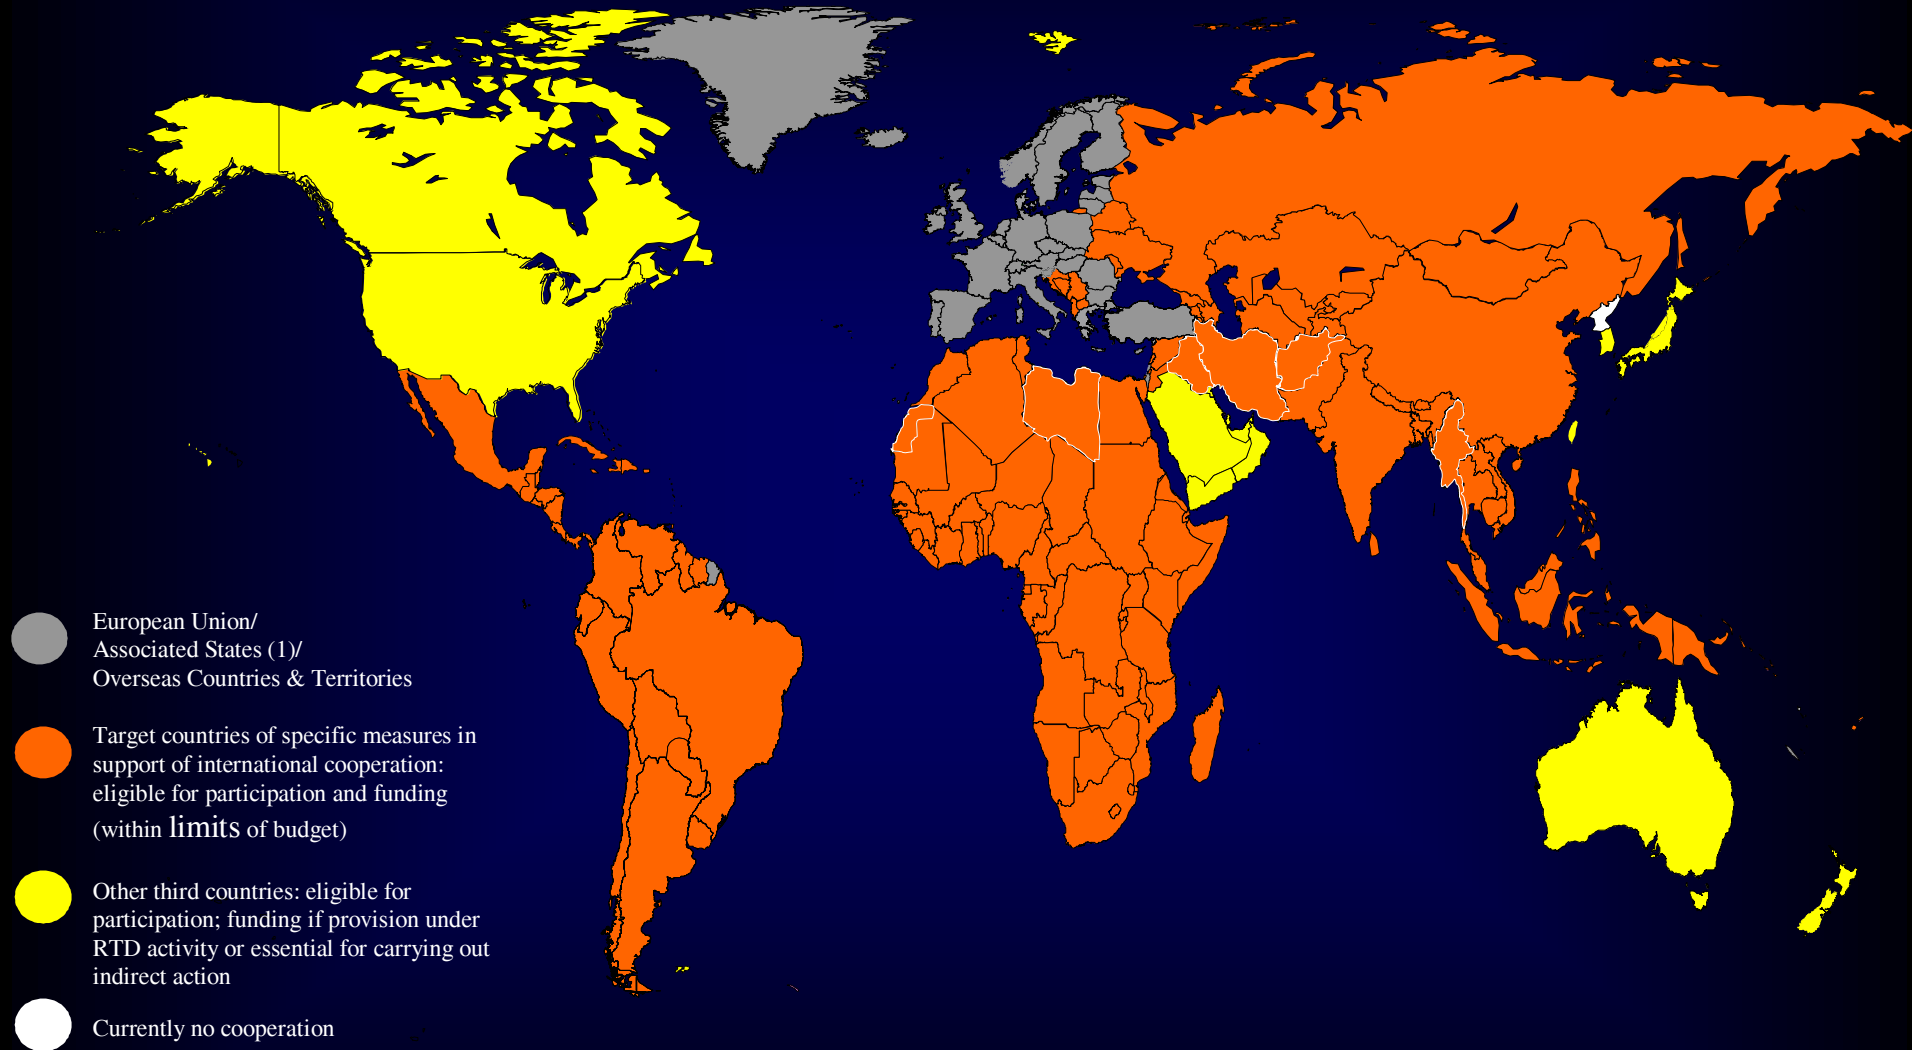 European Union/
Associated States (1)/
Overseas Countries & Territories
Target countries of specific measures in
support of international cooperation:
eligible for participation and funding
(within limits of budget)
Other third countries: eligible for
participation; funding if provision under
RTD activity or essential for carrying out
indirect action
Currently no cooperation